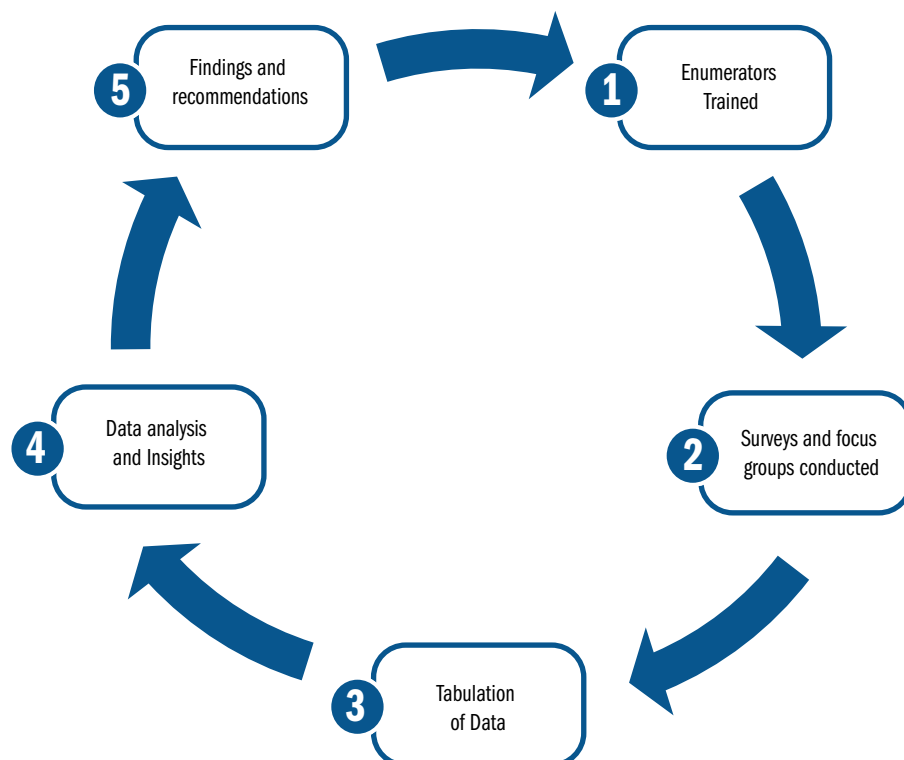 1
Enumerators
Trained
2
Surveys and focus
groups conducted
3
Tabulation
of Data
4
Data analysis
and Insights
5
Findings and
recommendations